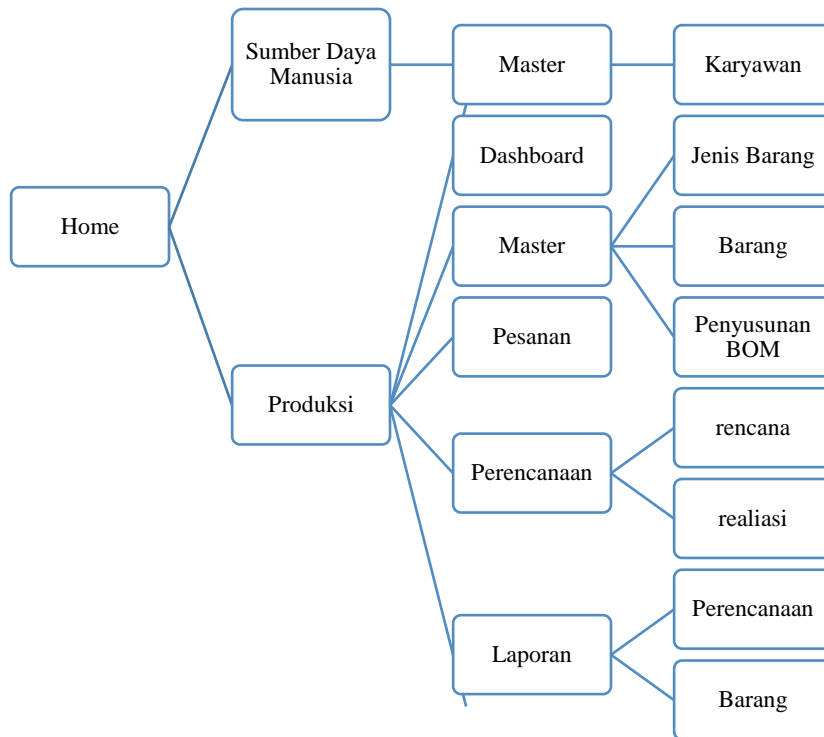 Sumber Daya
Manusia
Master
Karyawan
Dashboard
Jenis Barang
Home
Master
Barang
Pesanan
Penyusunan
BOM
Produksi
rencana
Perencanaan
realiasi
Perencanaan
Laporan
Barang